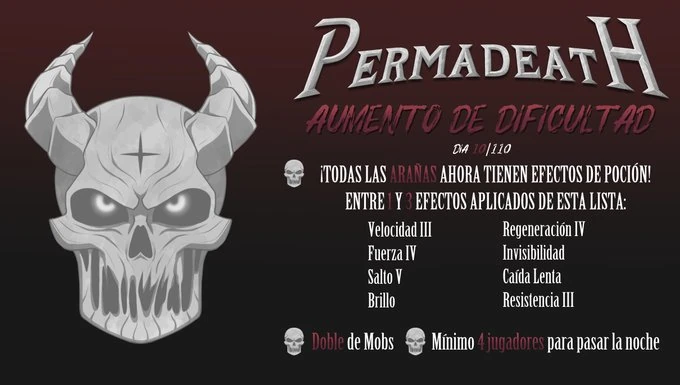 PERMADEATH
AUMENTO DE DIFICULTAD
DIA 10/110
¡TODAS LAS ARAÑAS AHORA TIENEN EFECTOS DE POCIÓN!
ENTRE 1 Y 3 EFECTOS APLICADOS DE ESTA LISTA:
Velocidad III
Fuerza IV
Salto V
Brillo
Regeneración IV
Invisibilidad
Caída Lenta
Resistencia III
Doble de Mobs
Mínimo 4 jugadores para pasar la noche